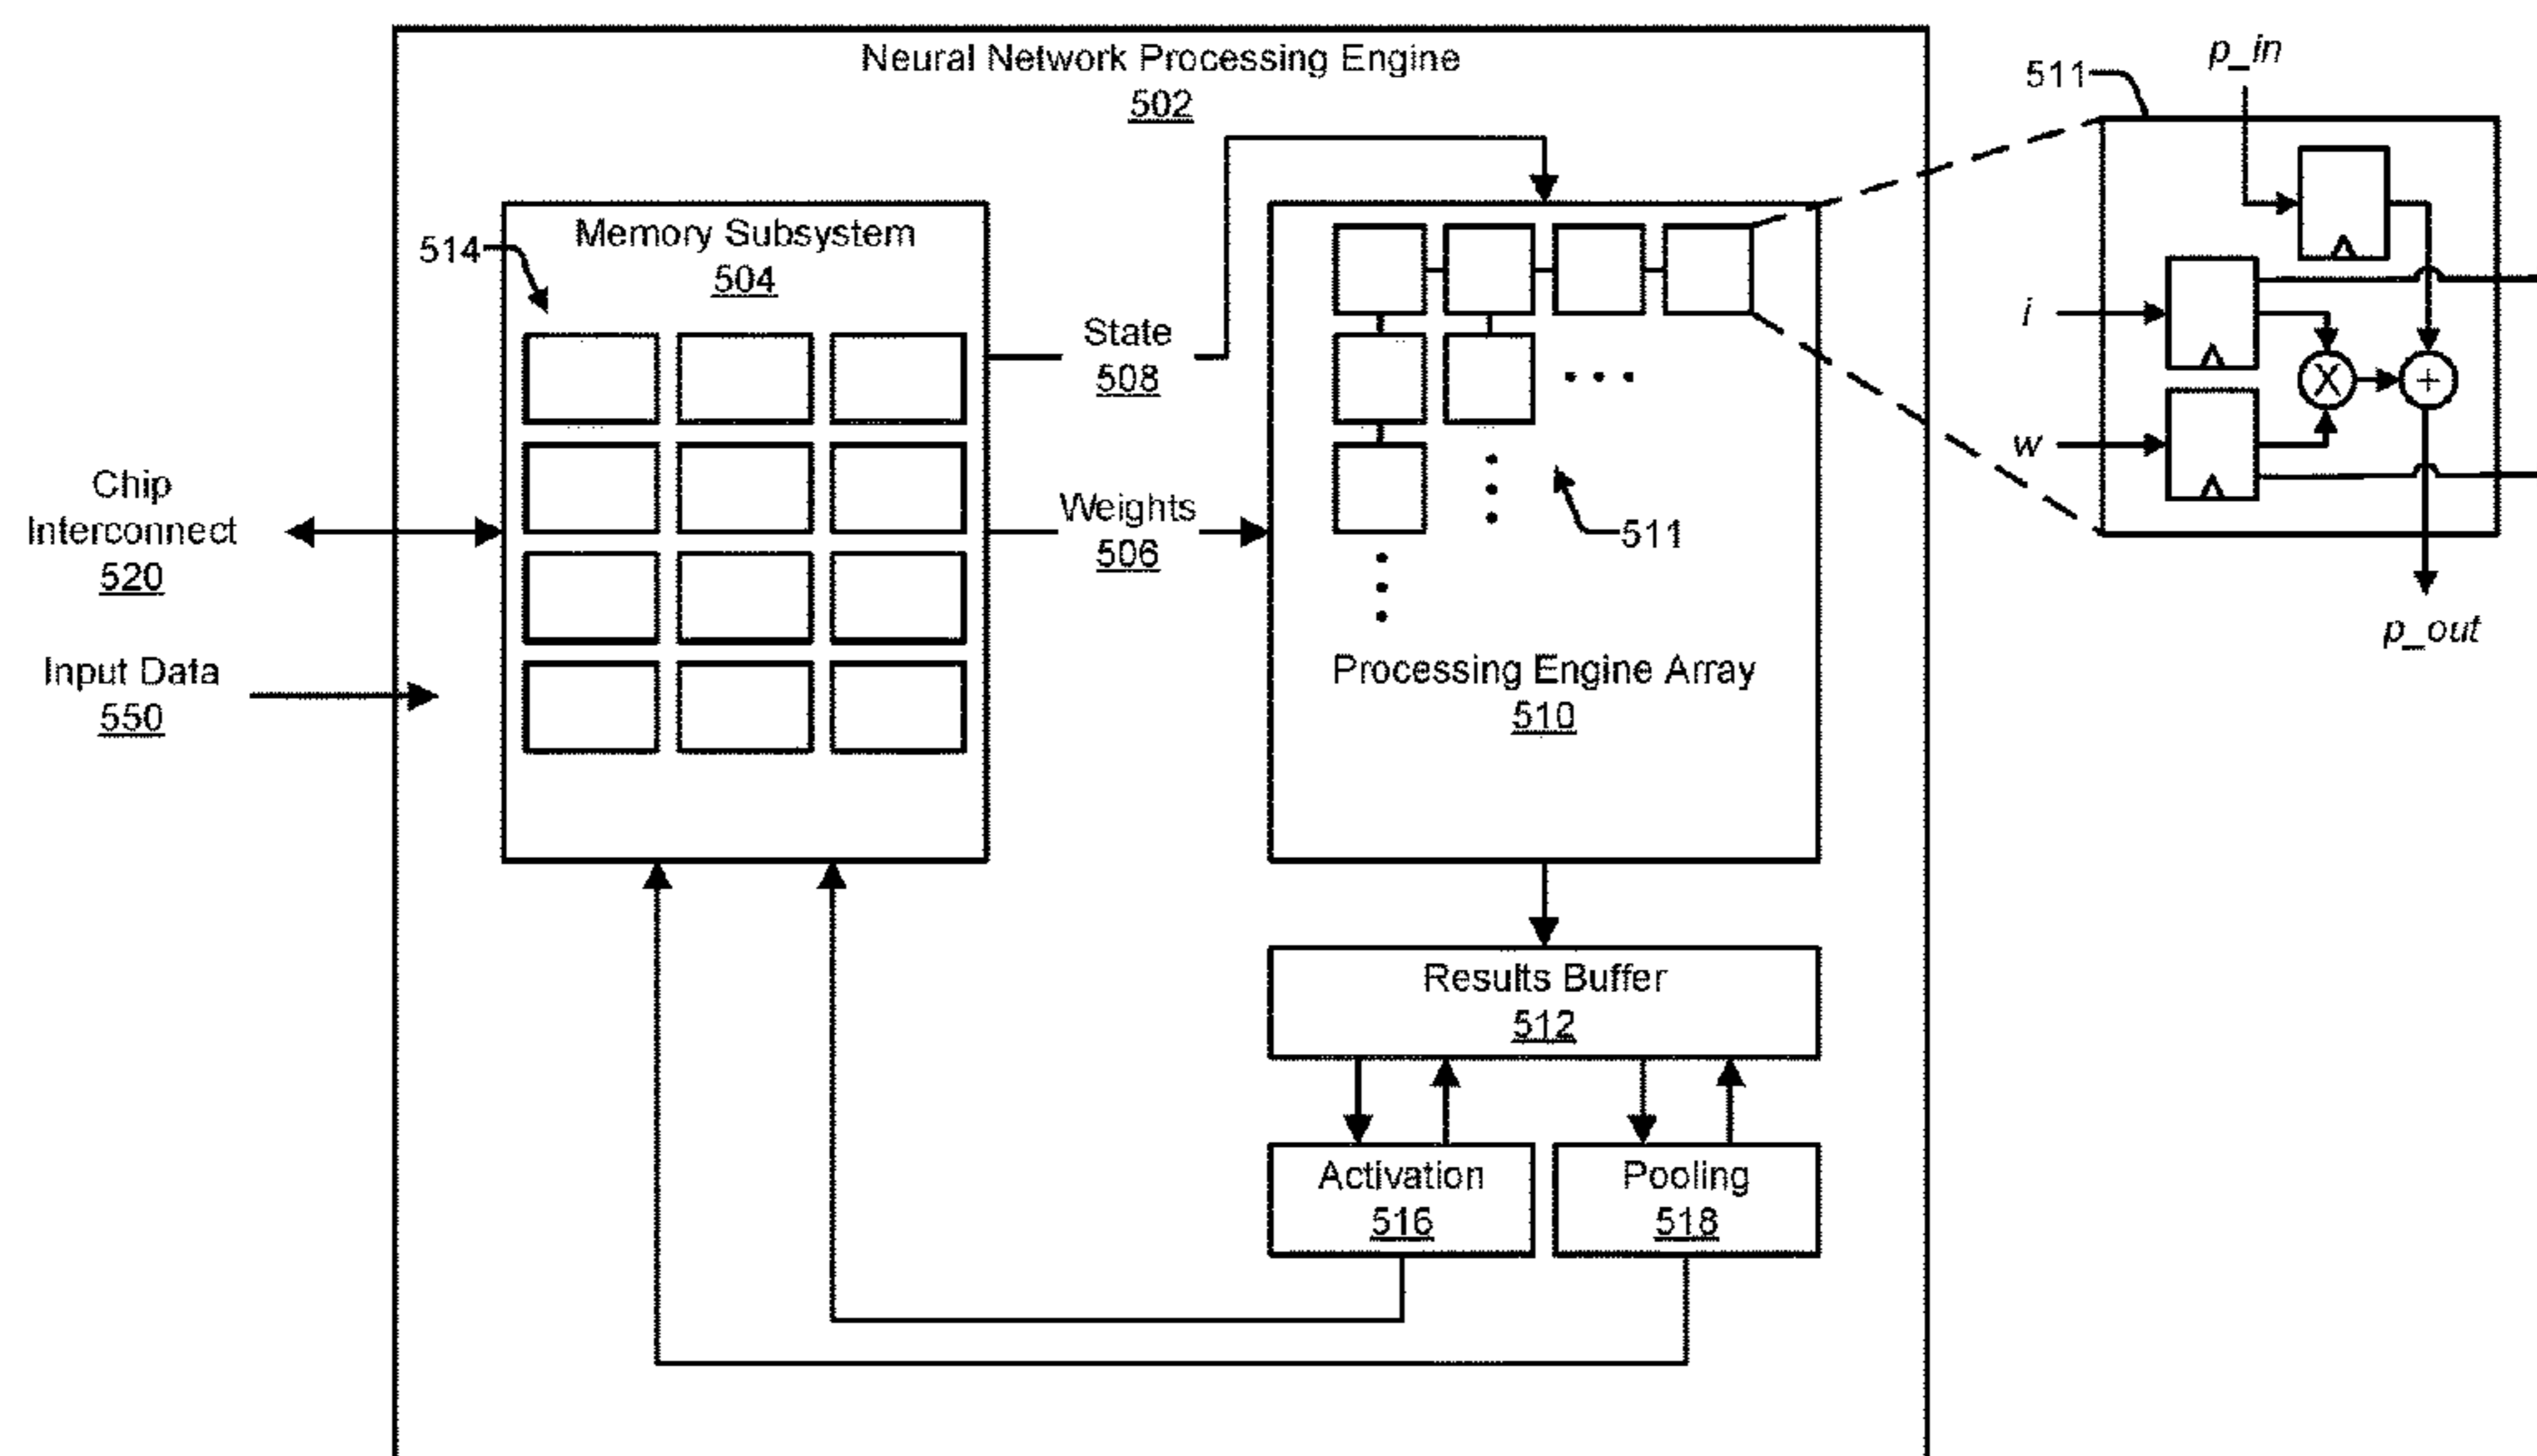 Neural Network Processing Engine
502
511
p_in
514
Memory Subsystem
504
State
508
i
X
+
w
Chip
Interconnect
520
Weights
506
511
p_out
Input Data
550
Processing Engine Array
510
Results Buffer
512
Activation
516
Pooling
518